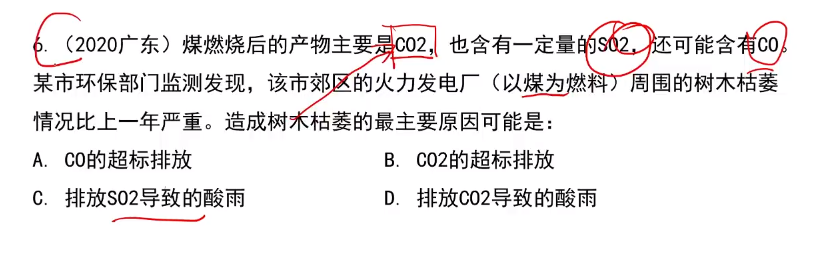 6. （2020广东）煤燃烧后的产物主要是CO2，也含有一定量的SO2，还可能含有CO。
某市环保部门监测发现，该市郊区的火力发电厂（以煤为燃料）周围的树木枯萎
情况比上一年严重。造成树木枯萎的最主要原因可能是：
A. CO的超标排放 B. CO2的超标排放
C. 排放SO2导致的酸雨 D. 排放CO2导致的酸雨